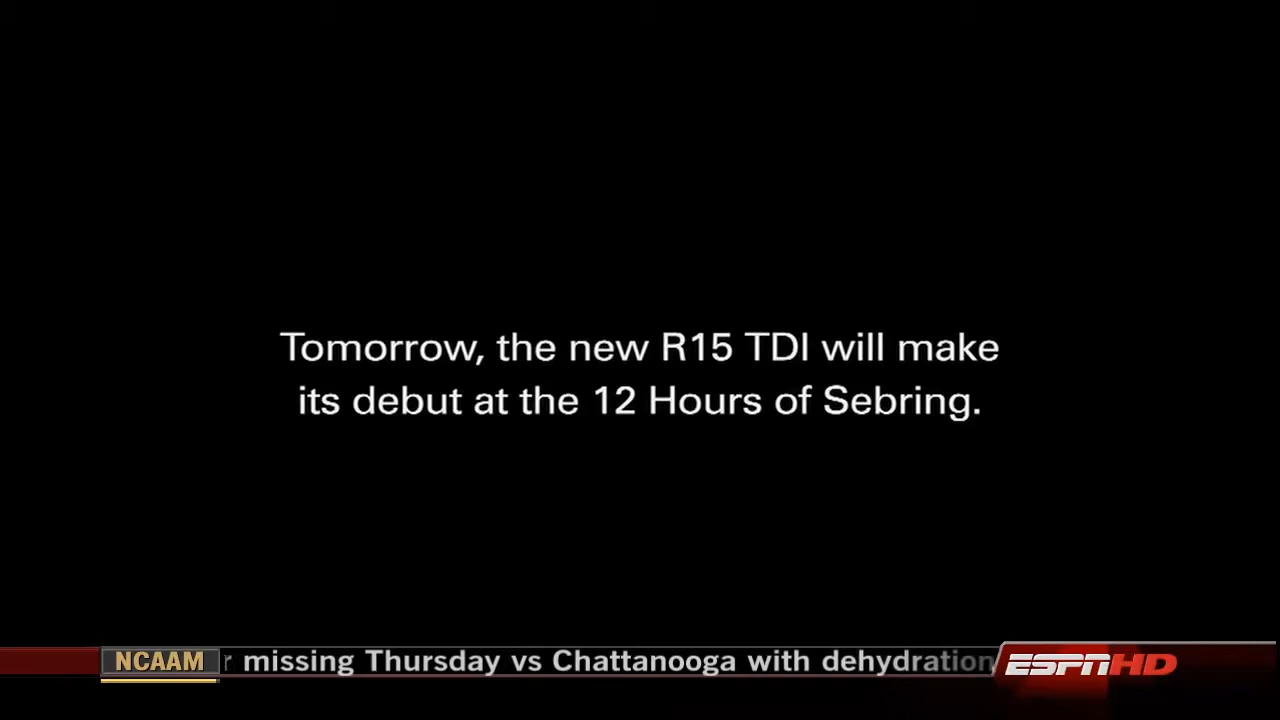 Tomorrow, the new R15 TDI will make
its debut at the 12 Hours of Sebring.
NCAAM
r missing Thursday vs Chattanooga with dehydration
ESPNHD